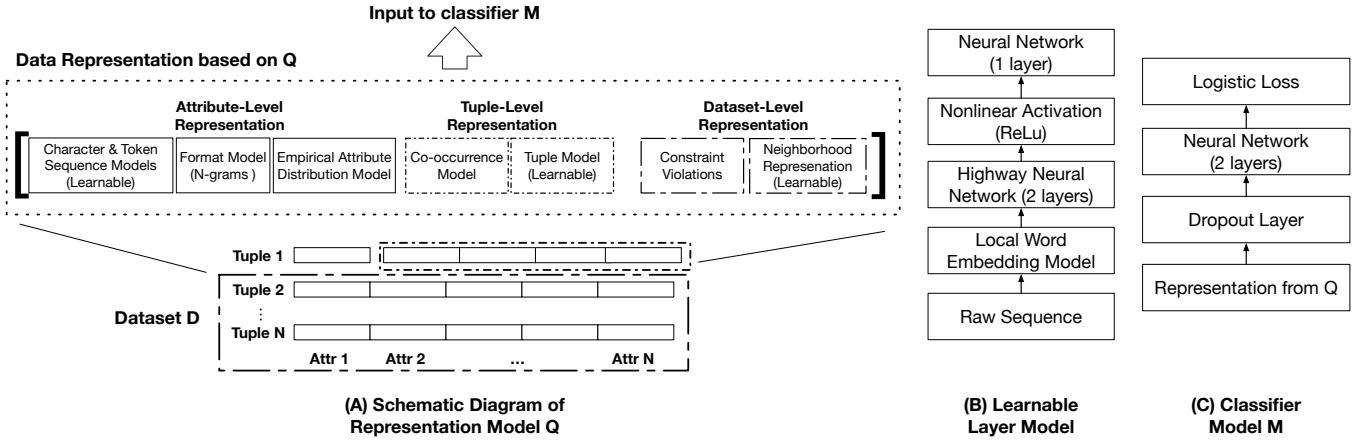 Input to classifier M
Data Representation based on Q
Attribute-Level
Representation
Tuple-Level
Representation
Dataset-Level
Representation
Character & Token
Sequence Models
(Learnable)
Format Model
(N-grams )
Empirical Attribute
Distribution Model
Co-occurrence
Model
Tuple Model
(Learnable)
Constraint
Violations
Neighborhood
Represenation
(Learnable)
Tuple 1
Tuple 2
⋮
Tuple N
Dataset D
Attr 1
Attr 2
...
Attr N
(A) Schematic Diagram of
Representation Model Q
Neural Network
(1 layer)
Nonlinear Activation
(ReLu)
Highway Neural
Network (2 layers)
Local Word
Embedding Model
Raw Sequence
(B) Learnable
Layer Model
Logistic Loss
Neural Network
(2 layers)
Dropout Layer
Representation from Q
(C) Classifier
Model M